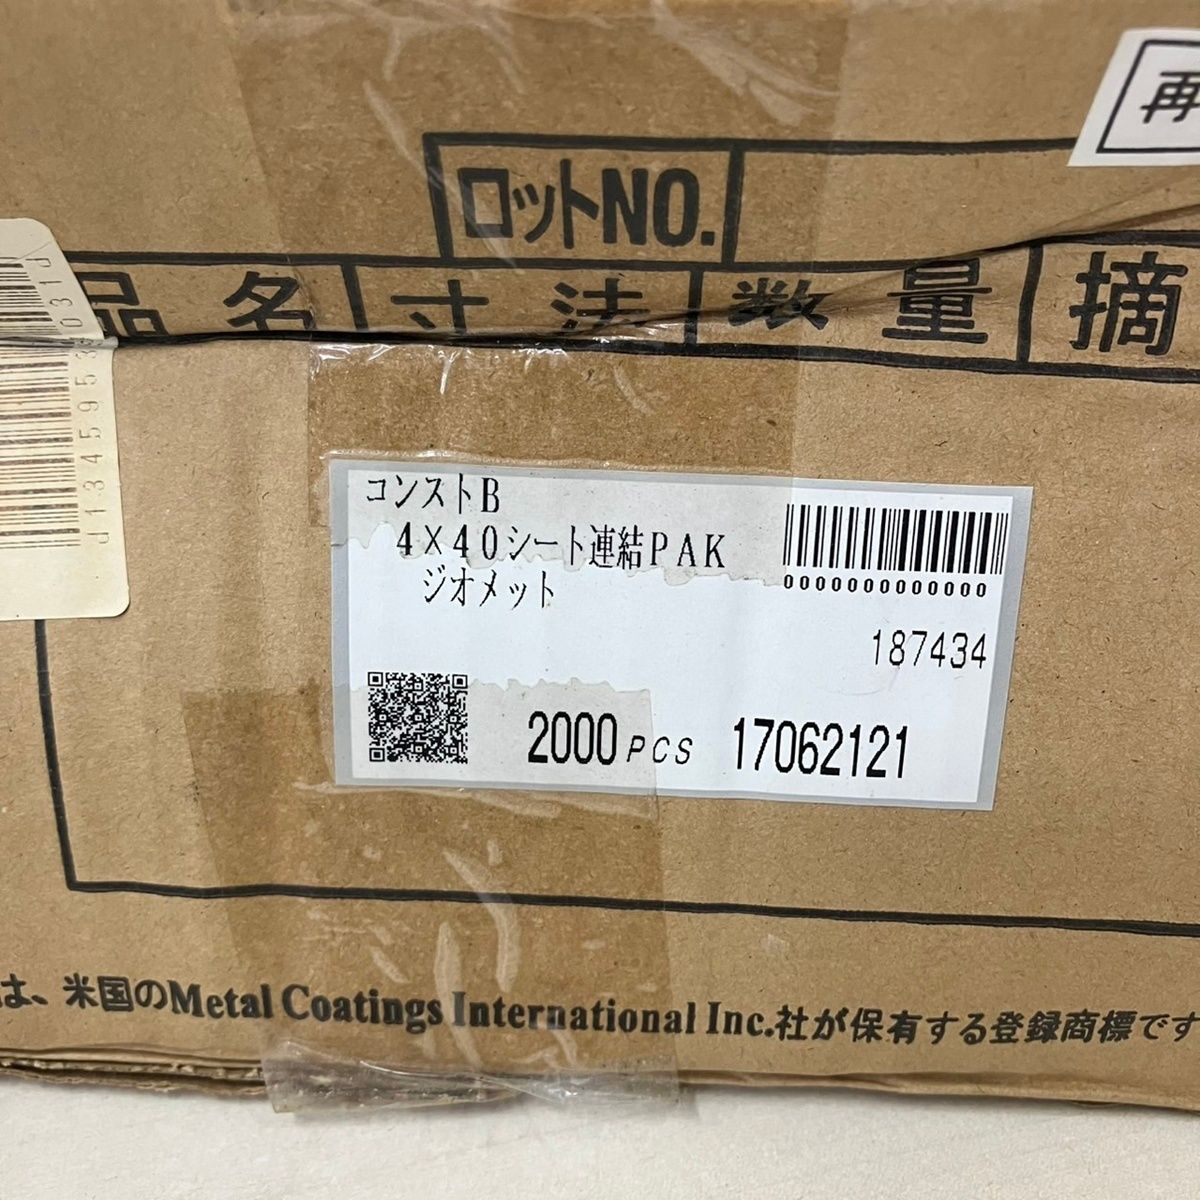 再
ロットNO.
品名 寸法 数量 摘
コンストB
4×40シート連結PAK
ジオメット
00000000000000
187434
2000PCS 17062121
は、米国のMetal Coatings International Inc.社が保有する登録商標です